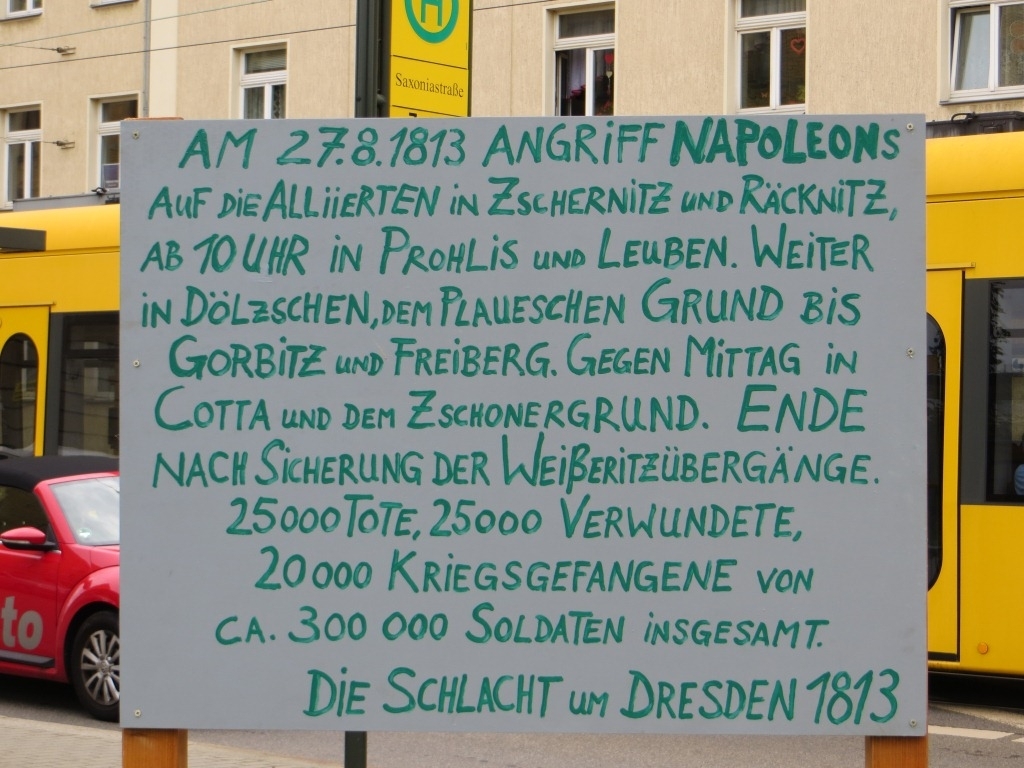 H
Saxoniastraße
AM 27.8.1813 ANGRIFF NAPOLEONS
AUF DIE ALLIIERTEN IN ZSCHERNITZ UND RÄCKNITZ,
AB 10 UHR IN PROHLIS UND LEUBEN. WEITER
IN DÖLZSCHEN, DEM PLAUESCHEN GRUND BIS
GORBITZ UND FREIBERG. GEGEN MITTAG IN
COTTA UND DEM ZSCHONERGRUND. ENDE
NACH SICHERUNG DER WEIßERITZÜBERGÄNGE.
25000 TOTE, 25000 VERWUNDETE,
20000 KRIEGSGEFANGENE VON
CA. 300 000 SOLDATEN INSGESAMT.
DIE SCHLACHT UM DRESDEN 1813
to